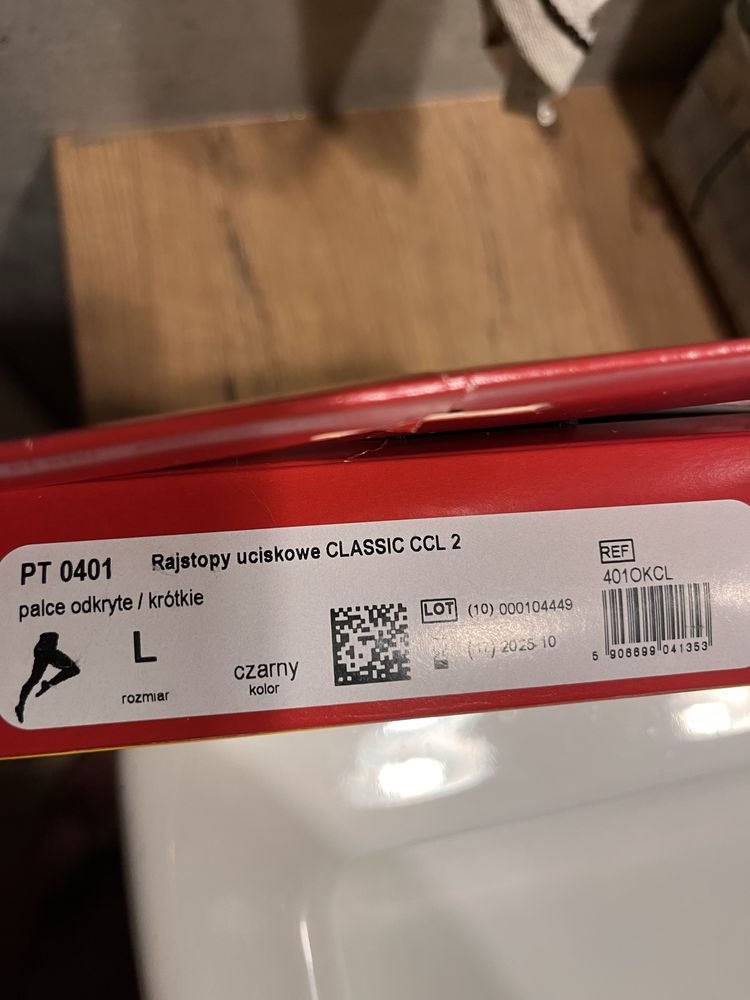 PT 0401 Rajstopy uciskowe CLASSIC CCL 2
palce odkryte / krótkie
L
rozmiar
czarny
kolor
LOT (10) 000104449
(17) 2025-10
REF
401OKCL
5 906699 041353